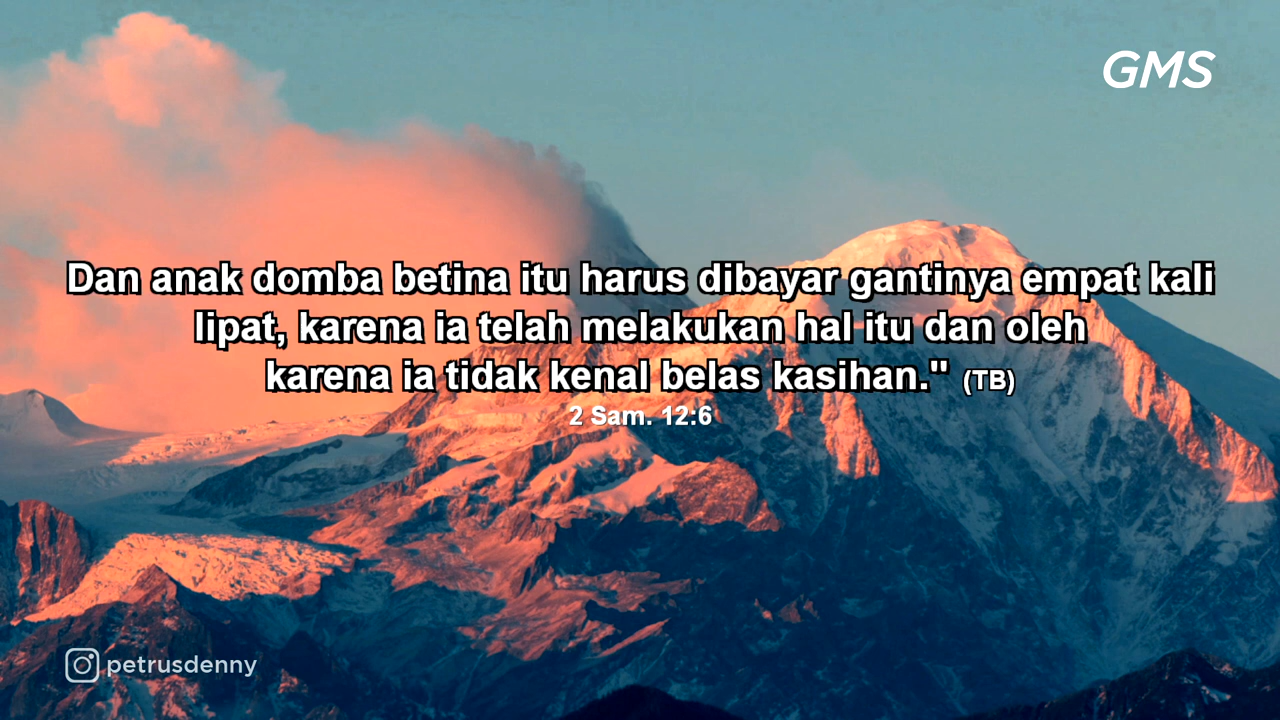 GMS
Dan anak domba betina itu harus dibayar gantinya empat kali
lipat, karena ia telah melakukan hal itu dan oleh
karena ia tidak kenal belas kasihan." (TB)
2 Sam. 12:6
petrusdenny